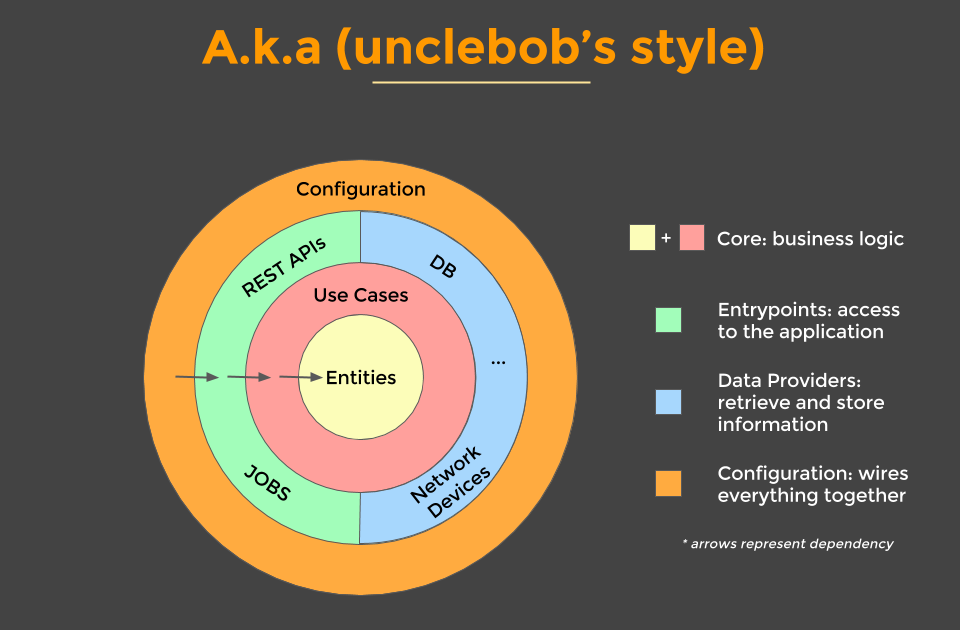 A.k.a (unclebob’s style)
Configuration
REST APIs
DB
Use Cases
...
Entities
JOBS
Network
Devices
+ Core: business logic
Entrypoints: access
to the application
Data Providers:
retrieve and store
information
Configuration: wires
everything together
* arrows represent dependency